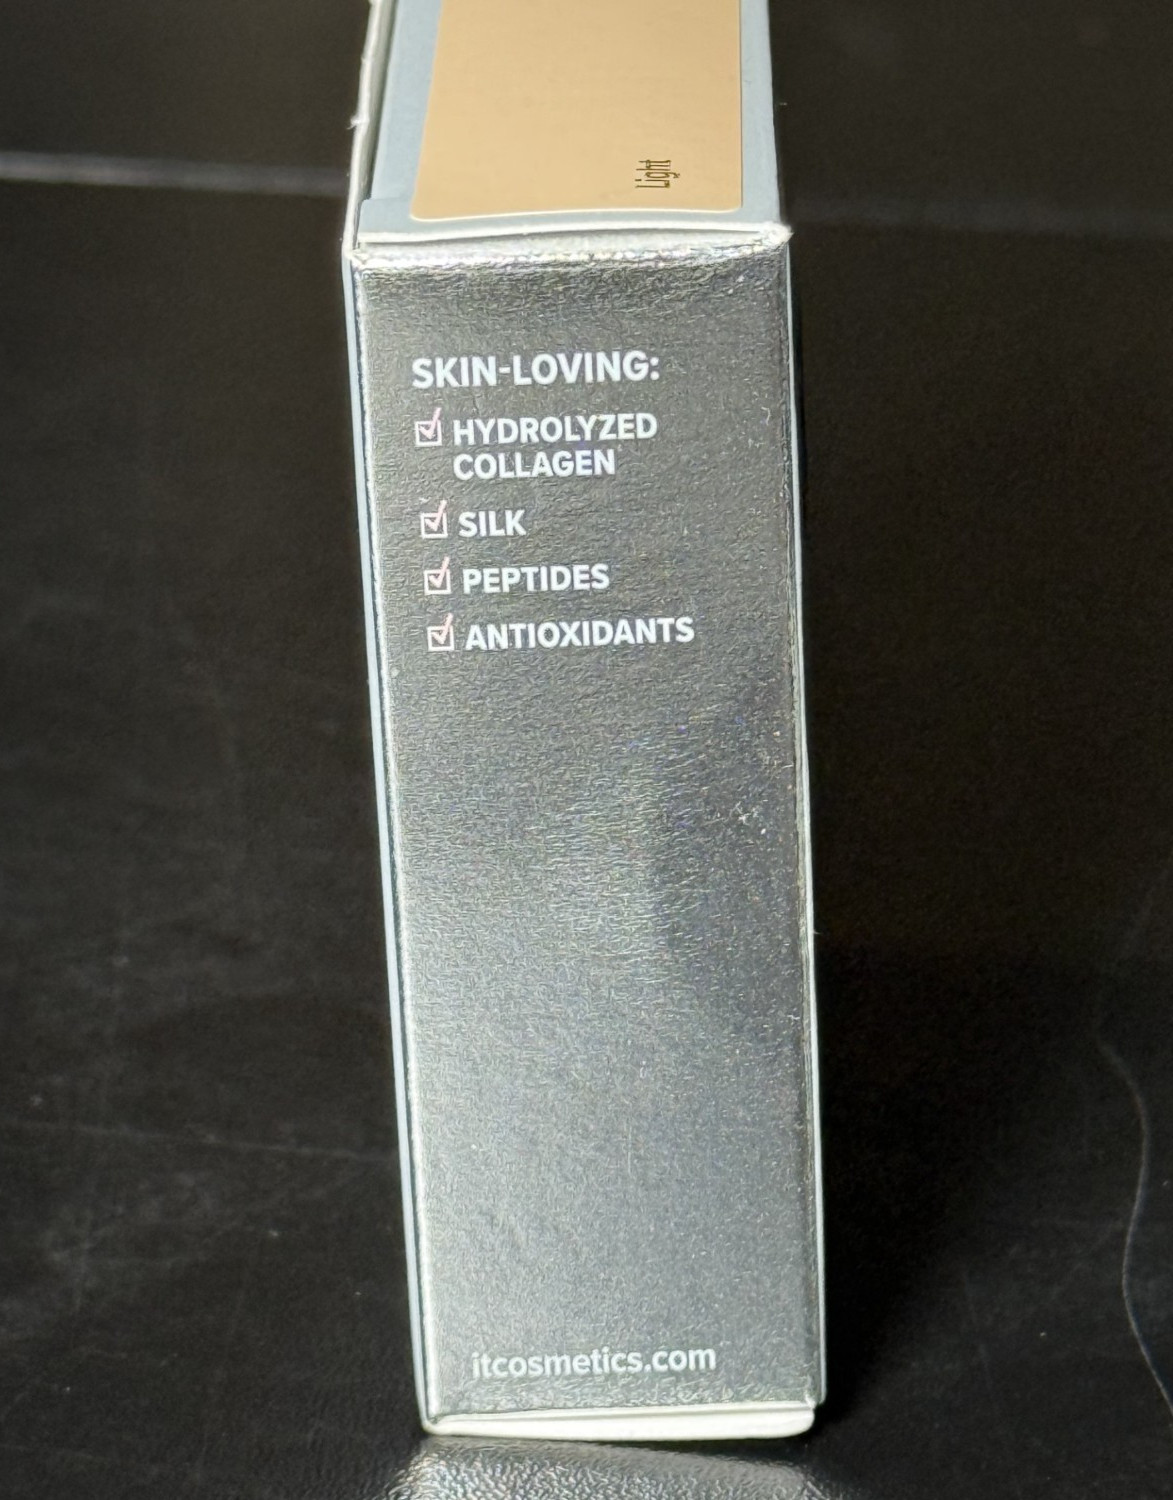 Light
SKIN-LOVING:
HYDROLYZED
COLLAGEN
SILK
PEPTIDES
ANTIOXIDANTS
itcosmetics.com